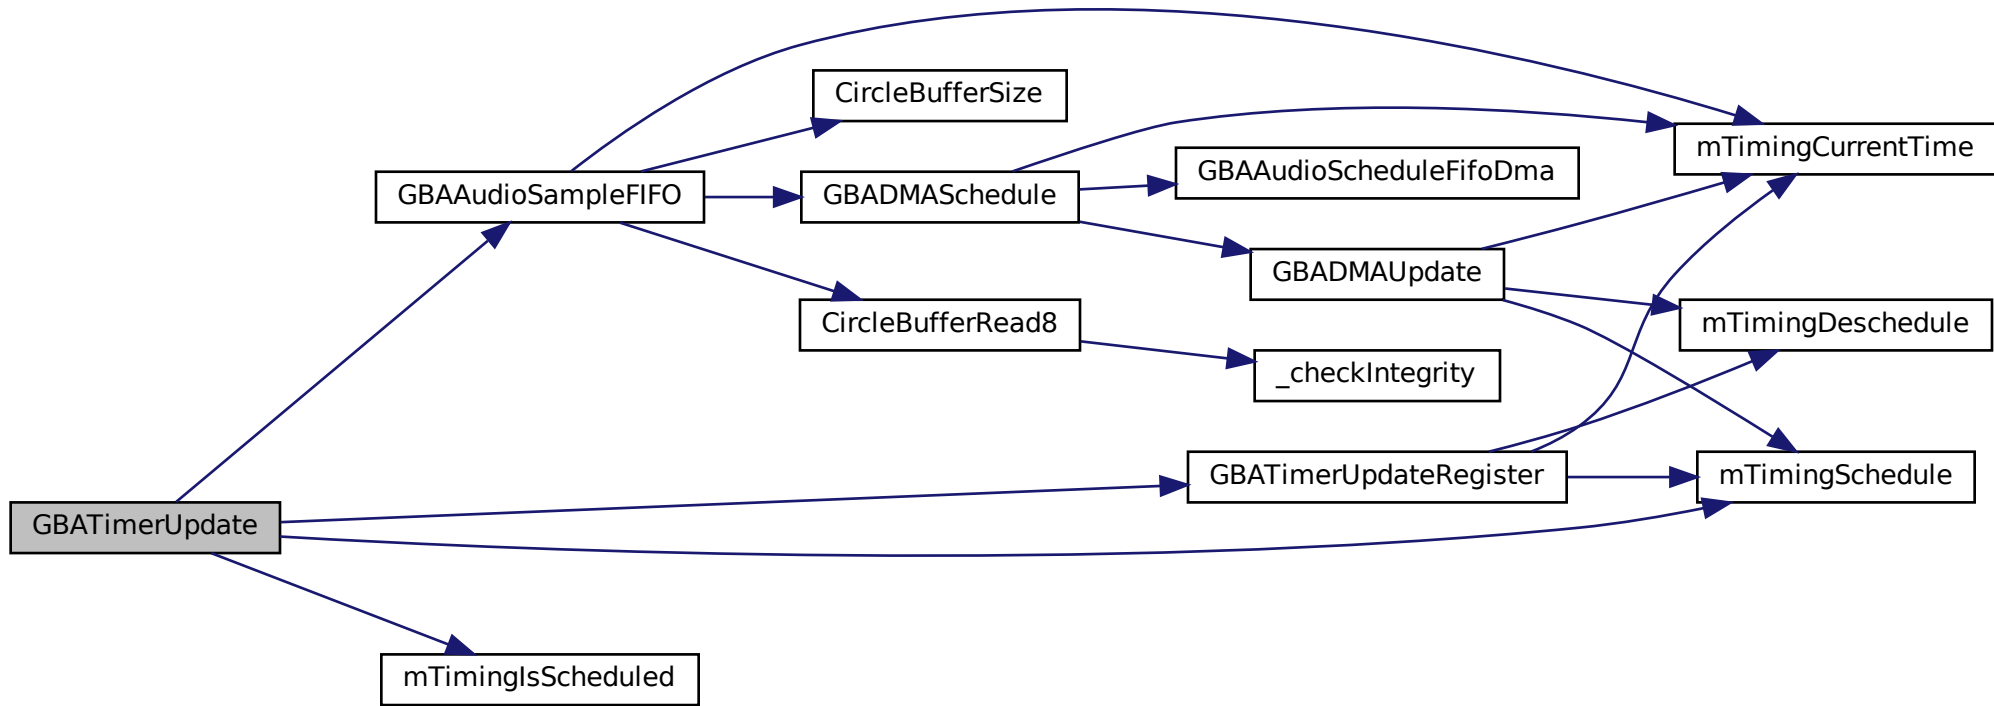 CircleBufferSize
mTimingCurrentTime
GBAAudioScheduleFifoDma
GBAAudioSampleFIFO
GBADMASchedule
GBADMAUpdate
CircleBufferRead8
mTimingDeschedule
_checkIntegrity
GBATimerUpdateRegister
mTimingSchedule
GBATimerUpdate
mTimingIsScheduled